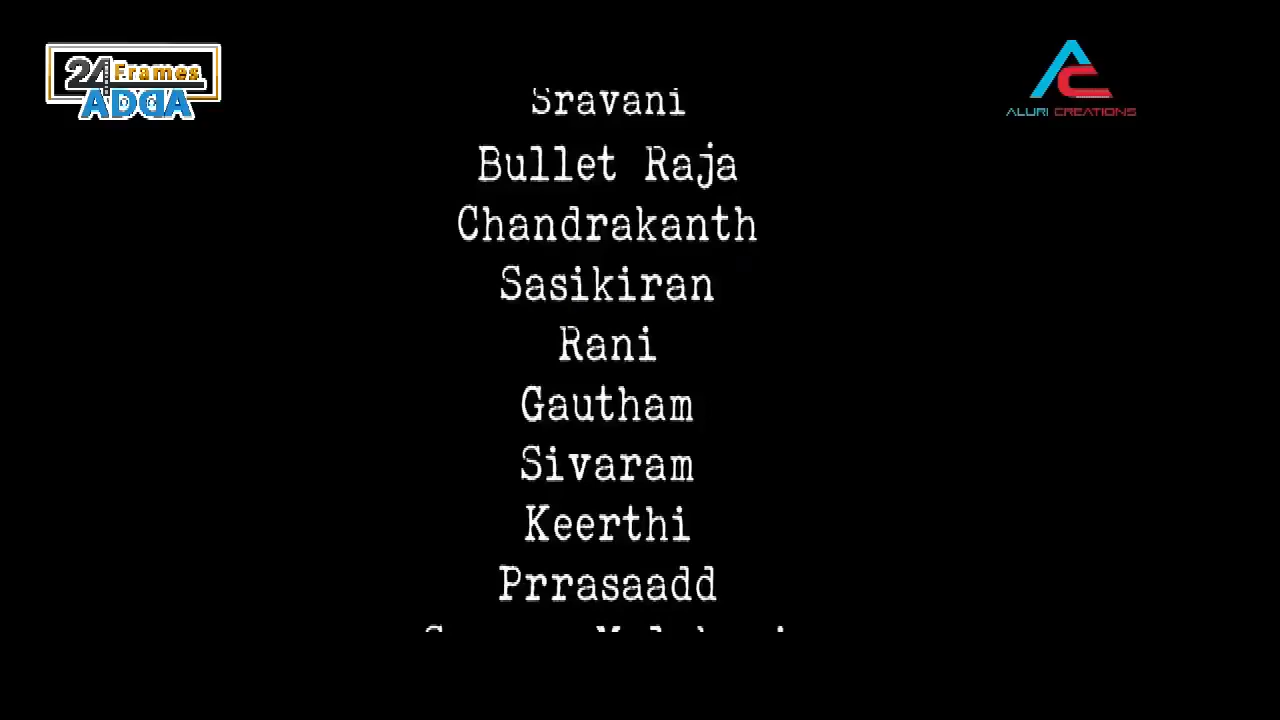 24 Frames
ADDA
ALURI CREATIONS
Sravani
Bullet Raja
Chandrakanth
Sasikiran
Rani
Gautham
Sivaram
Keerthi
Prrasaadd